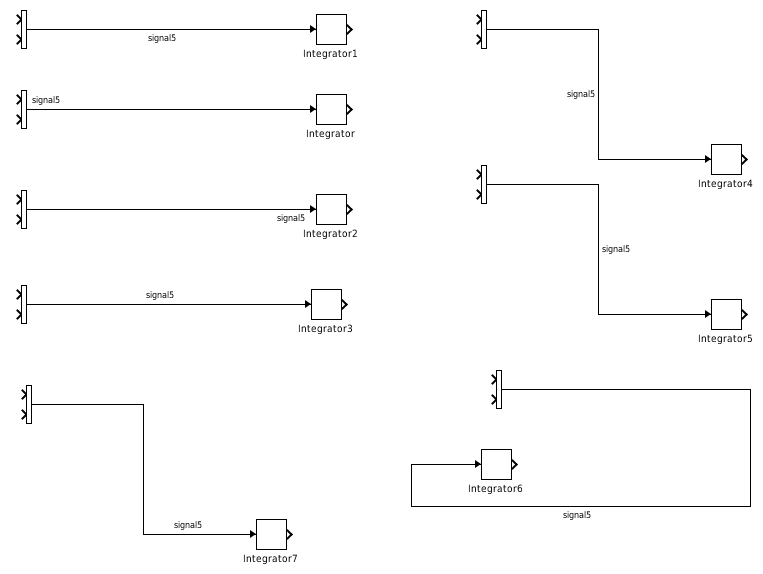 signal5
Integrator1
signal5
Integrator
signal5
Integrator2
signal5
Integrator3
signal5
Integrator7
signal5
Integrator4
signal5
Integrator5
Integrator6
signal5